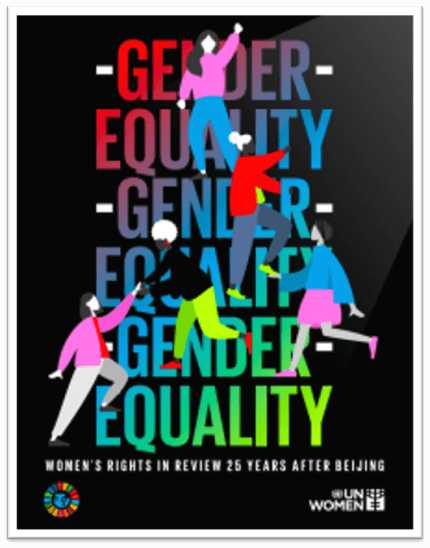 -GENDER-
EQUALITY
-GENDER-
EQUALITY
-GENDER-
EQUALITY
WOMEN'S RIGHTS IN REVIEW 25 YEARS AFTER BEIJING
UN
WOMEN